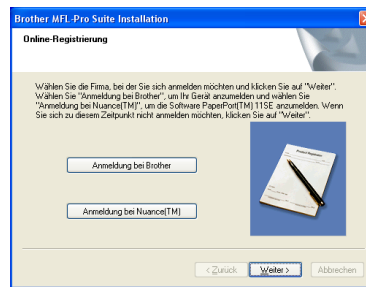 Brother MFL-Pro Suite Installation
Online-Registrierung
Wählen Sie die Firma, bei der Sie sich anmelden möchten und klicken Sie auf "Weiter".
Wählen Sie "Anmeldung bei Brother", um Ihr Gerät anzumelden und wählen Sie
"Anmeldung bei Nuance(TM)", um die Software PaperPort(TM) 11SE anzumelden. Wenn
Sie sich zu diesem Zeitpunkt nicht anmelden möchten, klicken Sie auf "Weiter".
Anmeldung bei Brother
Anmeldung bei Nuance(TM)
< Zurück
Weiter >
Abbrechen